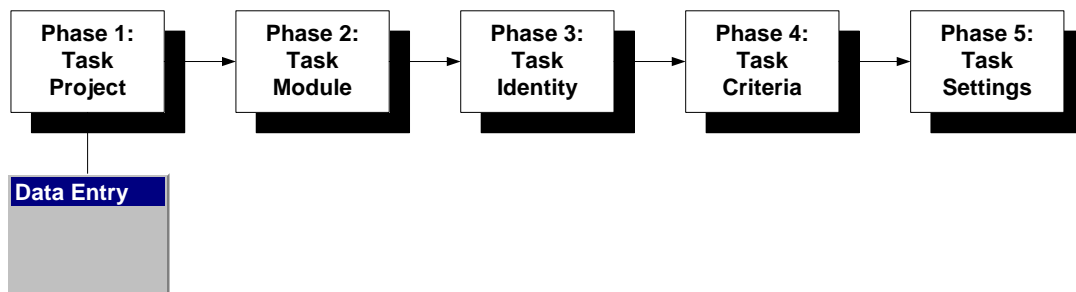 Phase 1:
Task
Project
Phase 2:
Task
Module
Phase 3:
Task
Identity
Phase 4:
Task
Criteria
Phase 5:
Task
Settings
Data Entry